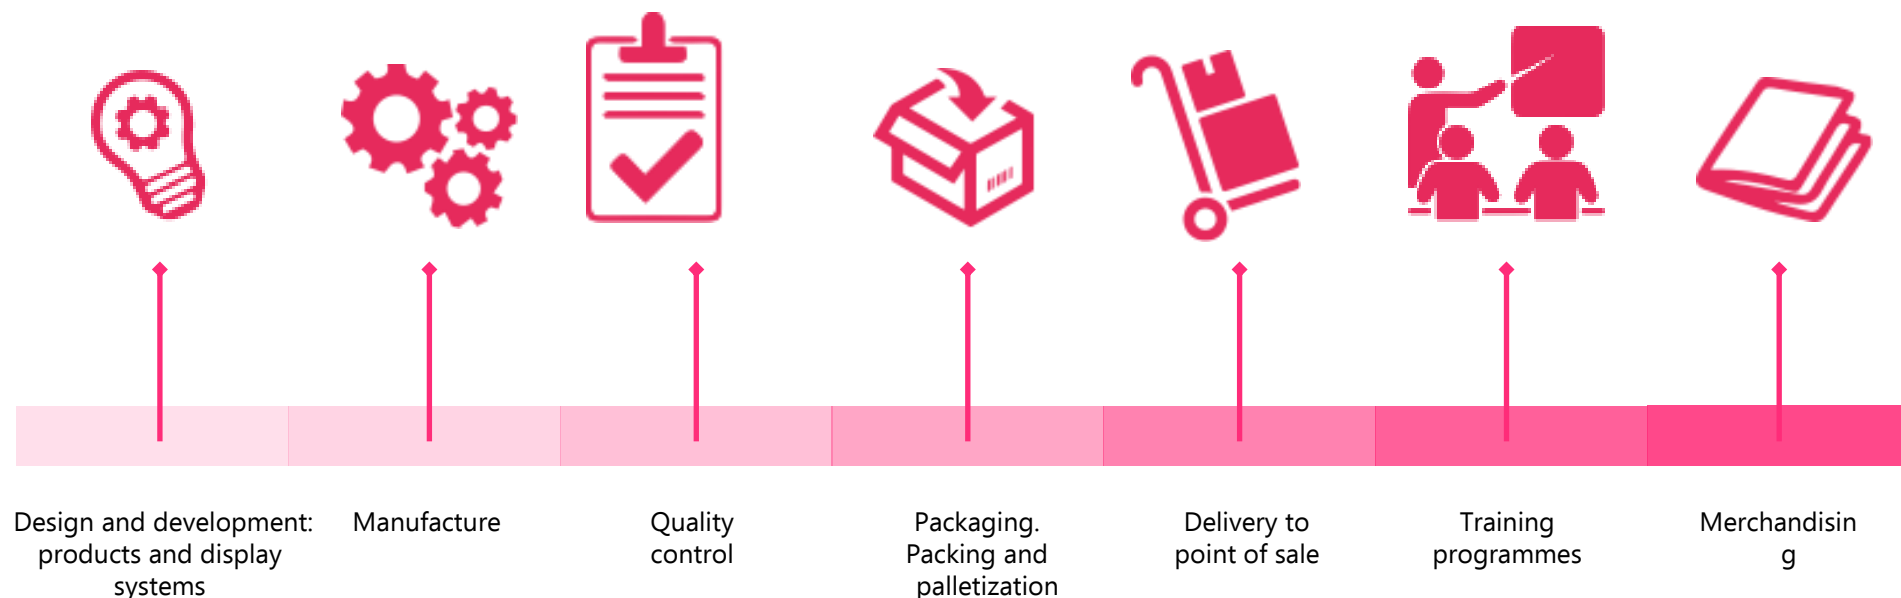 Design and development:
products and display
systems
Manufacture
Quality
control
Packaging.
Packing and
palletization
Delivery to
point of sale
Training
programmes
Merchandisin
g